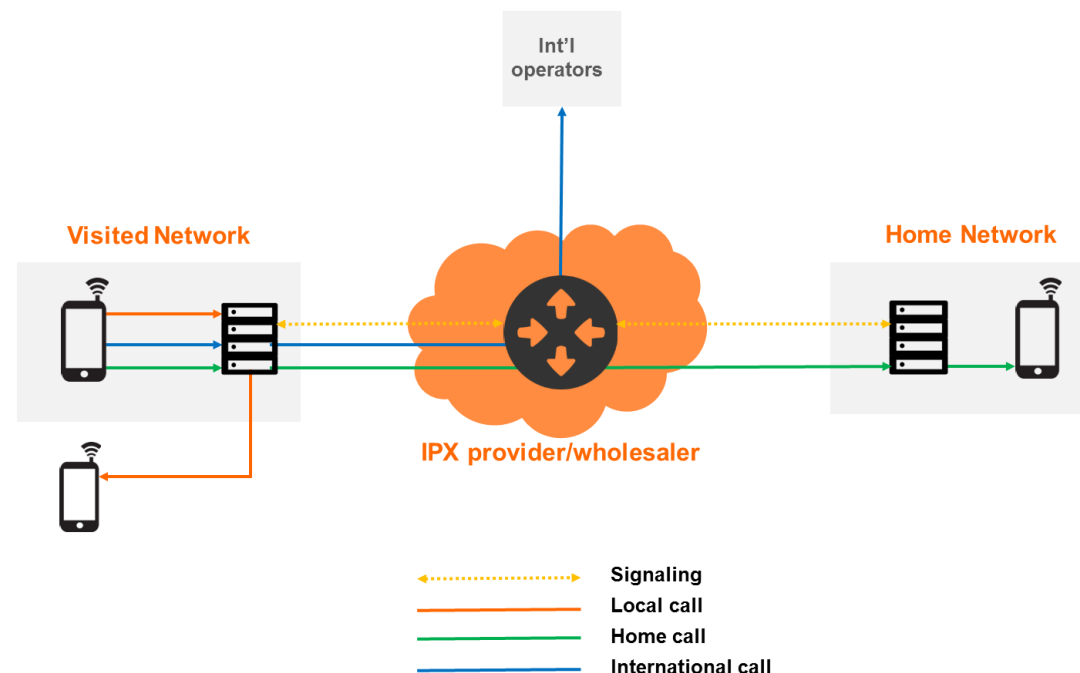 Int'l
operators
Visited Network
Home Network
IPX provider/wholesaler
Signaling
Local call
Home call
International call